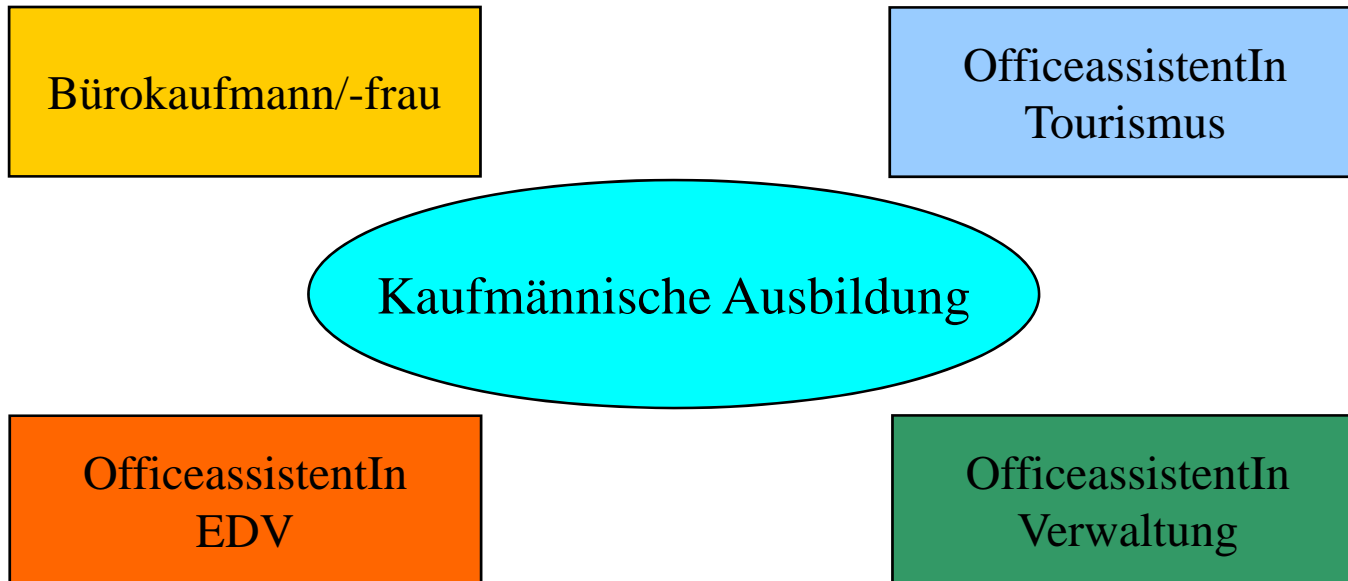 Bürokaufmann/-frau
OfficeassistentIn
Tourismus
Kaufmännische Ausbildung
OfficeassistentIn
EDV
OfficeassistentIn
Verwaltung